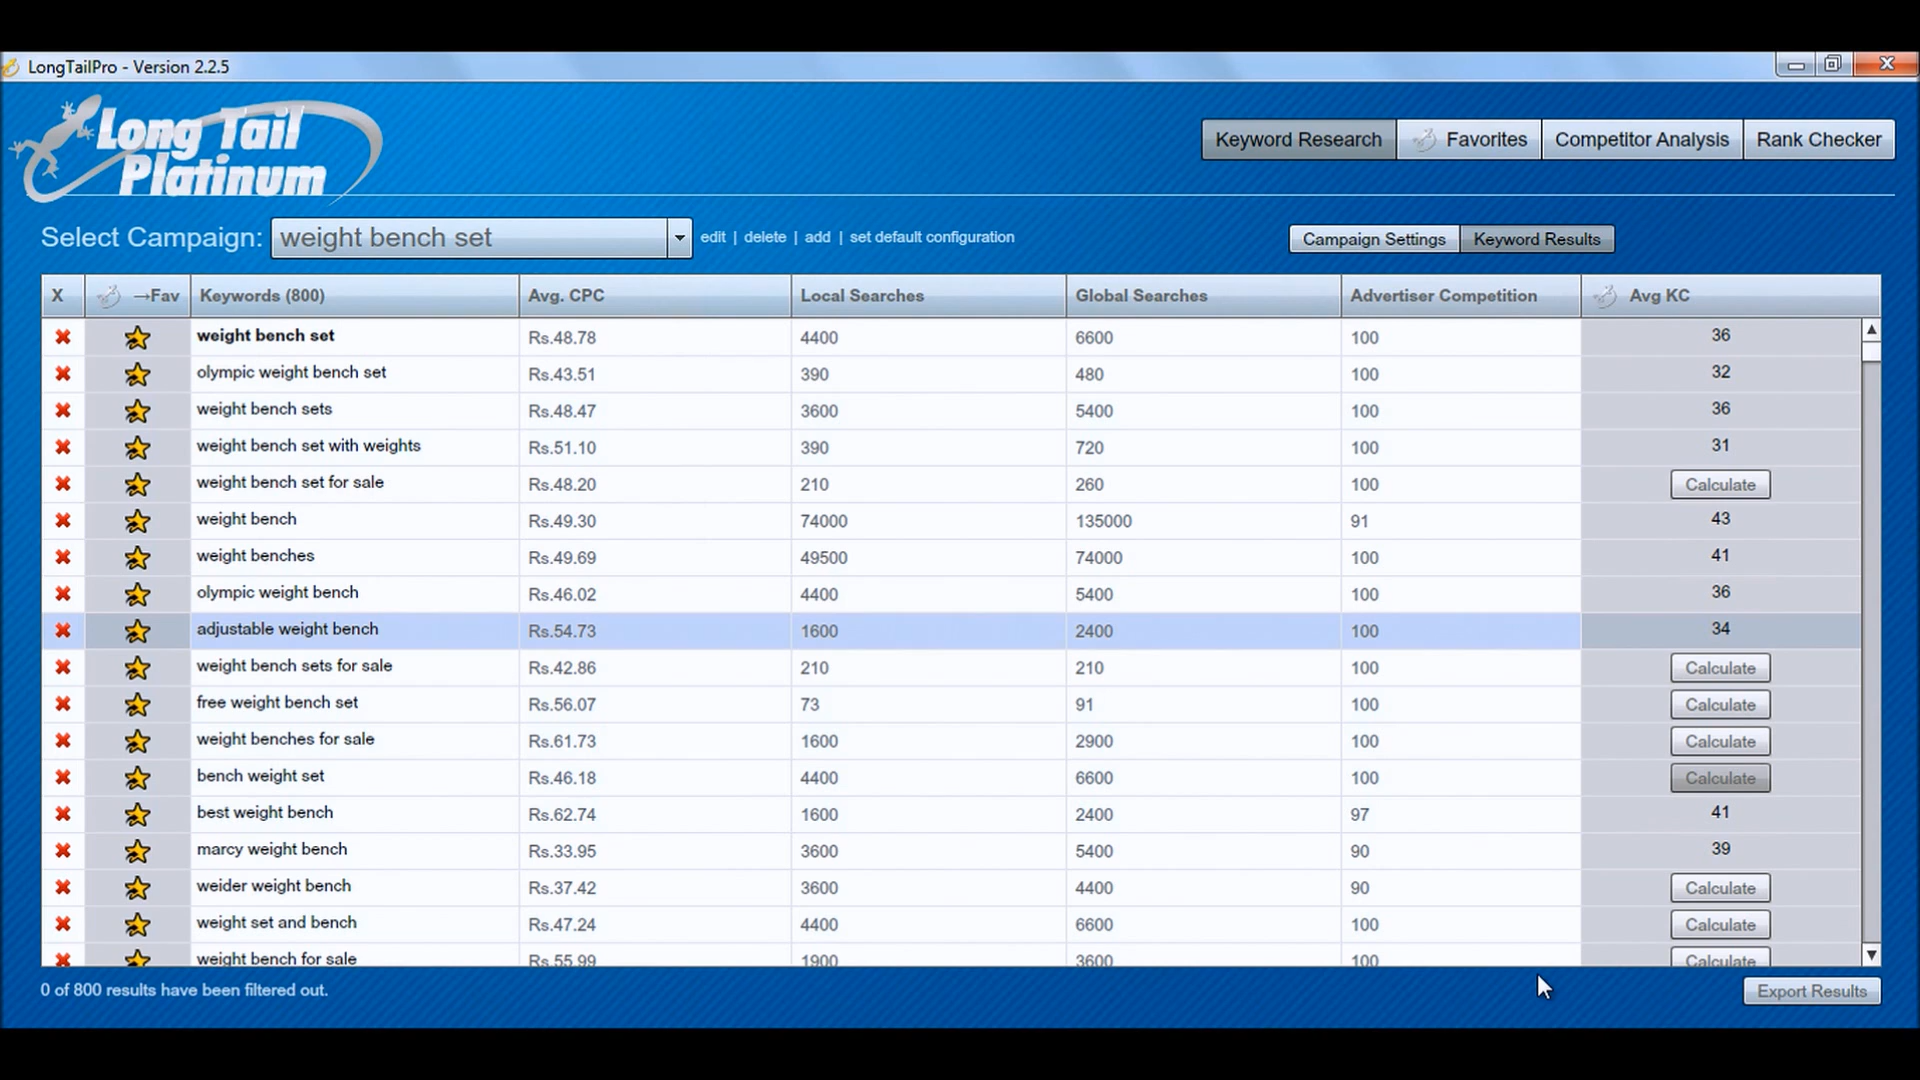 LongTailPro - Version 2.2.5
Long Tail
Platinum
Keyword Research Favorites Competitor Analysis Rank Checker
Select Campaign: weight bench set edit | delete | add | set default configuration Campaign Settings Keyword Results
X →Fav Keywords (800) Avg. CPC Local Searches Global Searches Advertiser Competition Avg KC
weight bench set Rs.48.78 4400 6600 100 36
olympic weight bench set Rs.43.51 390 480 100 32
weight bench sets Rs.48.47 3600 5400 100 36
weight bench set with weights Rs.51.10 390 720 100 31
weight bench set for sale Rs.48.20 210 260 100 Calculate
weight bench Rs.49.30 74000 135000 91 43
weight benches Rs.49.69 49500 74000 100 41
olympic weight bench Rs.46.02 4400 5400 100 36
adjustable weight bench Rs.54.73 1600 2400 100 34
weight bench sets for sale Rs.42.86 210 210 100 Calculate
free weight bench set Rs.56.07 73 91 100 Calculate
weight benches for sale Rs.61.73 1600 2900 100 Calculate
bench weight set Rs.46.18 4400 6600 100 Calculate
best weight bench Rs.62.74 1600 2400 97 41
marcy weight bench Rs.33.95 3600 5400 90 39
weider weight bench Rs.37.42 3600 4400 90 Calculate
weight set and bench Rs.47.24 4400 6600 100 Calculate
weight bench for sale Rs.55.99 1900 3600 100 Calculate
0 of 800 results have been filtered out. Export Results